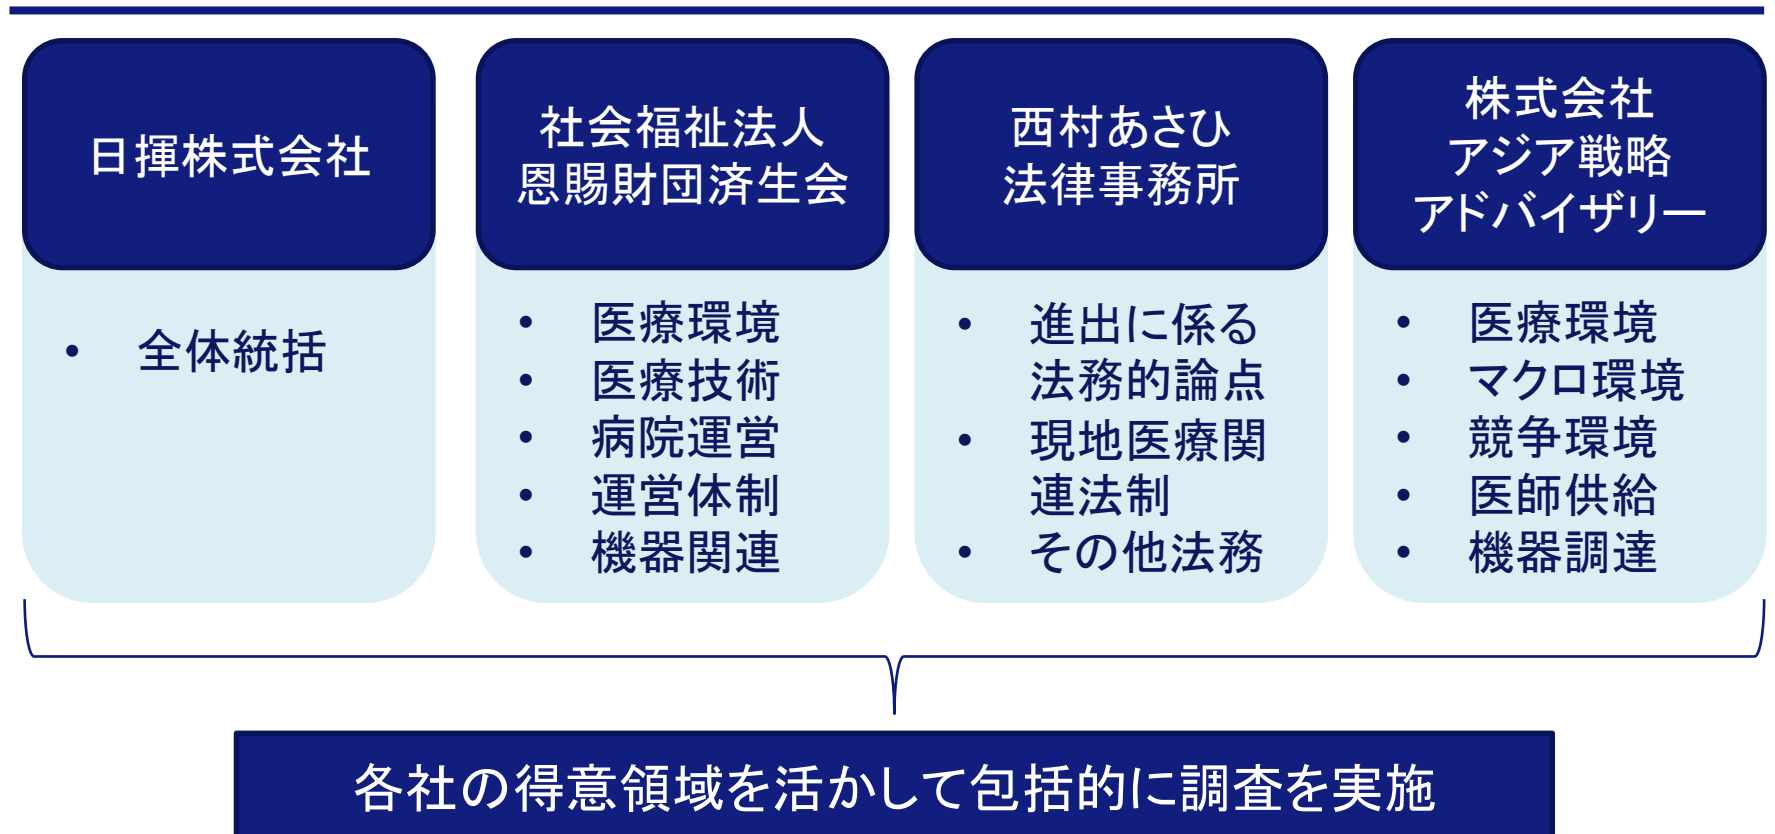 日揮株式会社
• 全体統括
社会福祉法人
恩賜財団済生会
• 医療環境
• 医療技術
• 病院運営
• 運営体制
• 機器関連
西村あさひ
法律事務所
• 進出に係る
法務的論点
• 現地医療関
連法制
• その他法務
株式会社
アジア戦略
アドバイザリー
• 医療環境
• マクロ環境
• 競争環境
• 医師供給
• 機器調達
各社の得意領域を活かして包括的に調査を実施